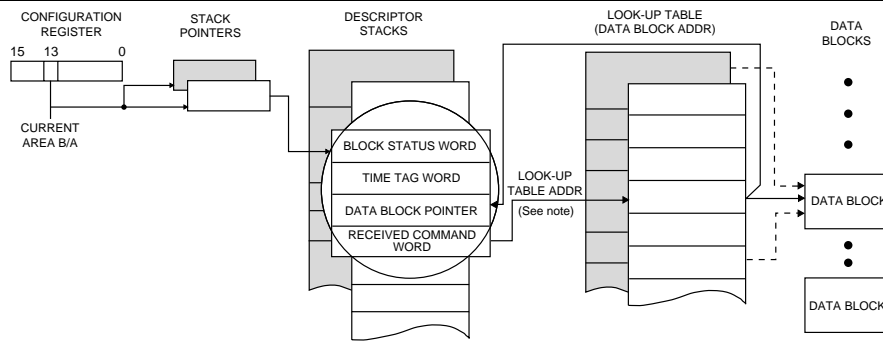 CONFIGURATION
REGISTER
15 13 0
CURRENT
AREA B/A
STACK
POINTERS
DESCRIPTOR
STACKS
BLOCK STATUS WORD
TIME TAG WORD
DATA BLOCK POINTER
RECEIVED COMMAND
WORD
LOOK-UP
TABLE ADDR
(See note)
LOOK-UP TABLE
(DATA BLOCK ADDR)
DATA
BLOCKS
DATA BLOCK
DATA BLOCK